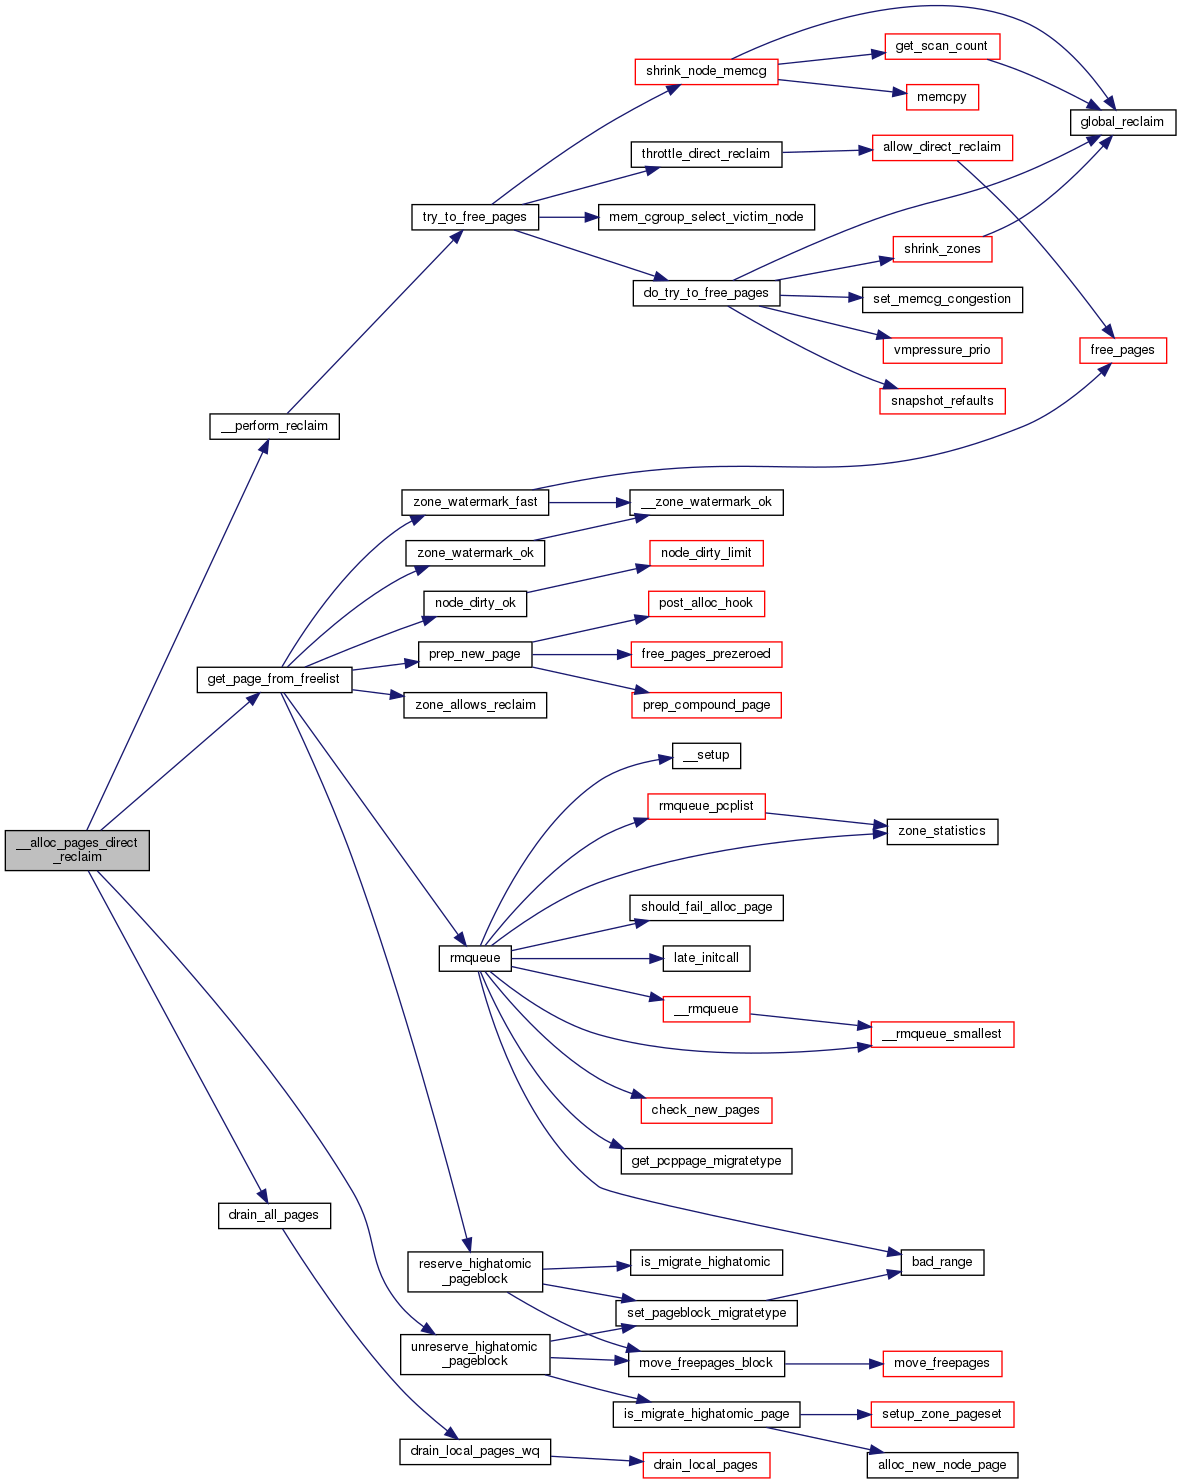 shrink_node_memcg
get_scan_count
memcpy
global_reclaim
throttle_direct_reclaim
allow_direct_reclaim
try_to_free_pages
mem_cgroup_select_victim_node
shrink_zones
do_try_to_free_pages
set_memcg_congestion
vmpressure_prio
free_pages
snapshot_refaults
__perform_reclaim
zone_watermark_fast
__zone_watermark_ok
zone_watermark_ok
node_dirty_limit
node_dirty_ok
post_alloc_hook
prep_new_page
free_pages_prezeroed
get_page_from_freelist
zone_allows_reclaim
prep_compound_page
__setup
rmqueue_pcplist
zone_statistics
__alloc_pages_direct
_reclaim
should_fail_alloc_page
rmqueue
late_initcall
__rmqueue
__rmqueue_smallest
check_new_pages
get_pcppage_migratetype
drain_all_pages
reserve_highatomic
_pageblock
is_migrate_highatomic
bad_range
set_pageblock_migratetype
unreserve_highatomic
_pageblock
move_freepages_block
move_freepages
is_migrate_highatomic_page
setup_zone_pageset
drain_local_pages_wq
drain_local_pages
alloc_new_node_page